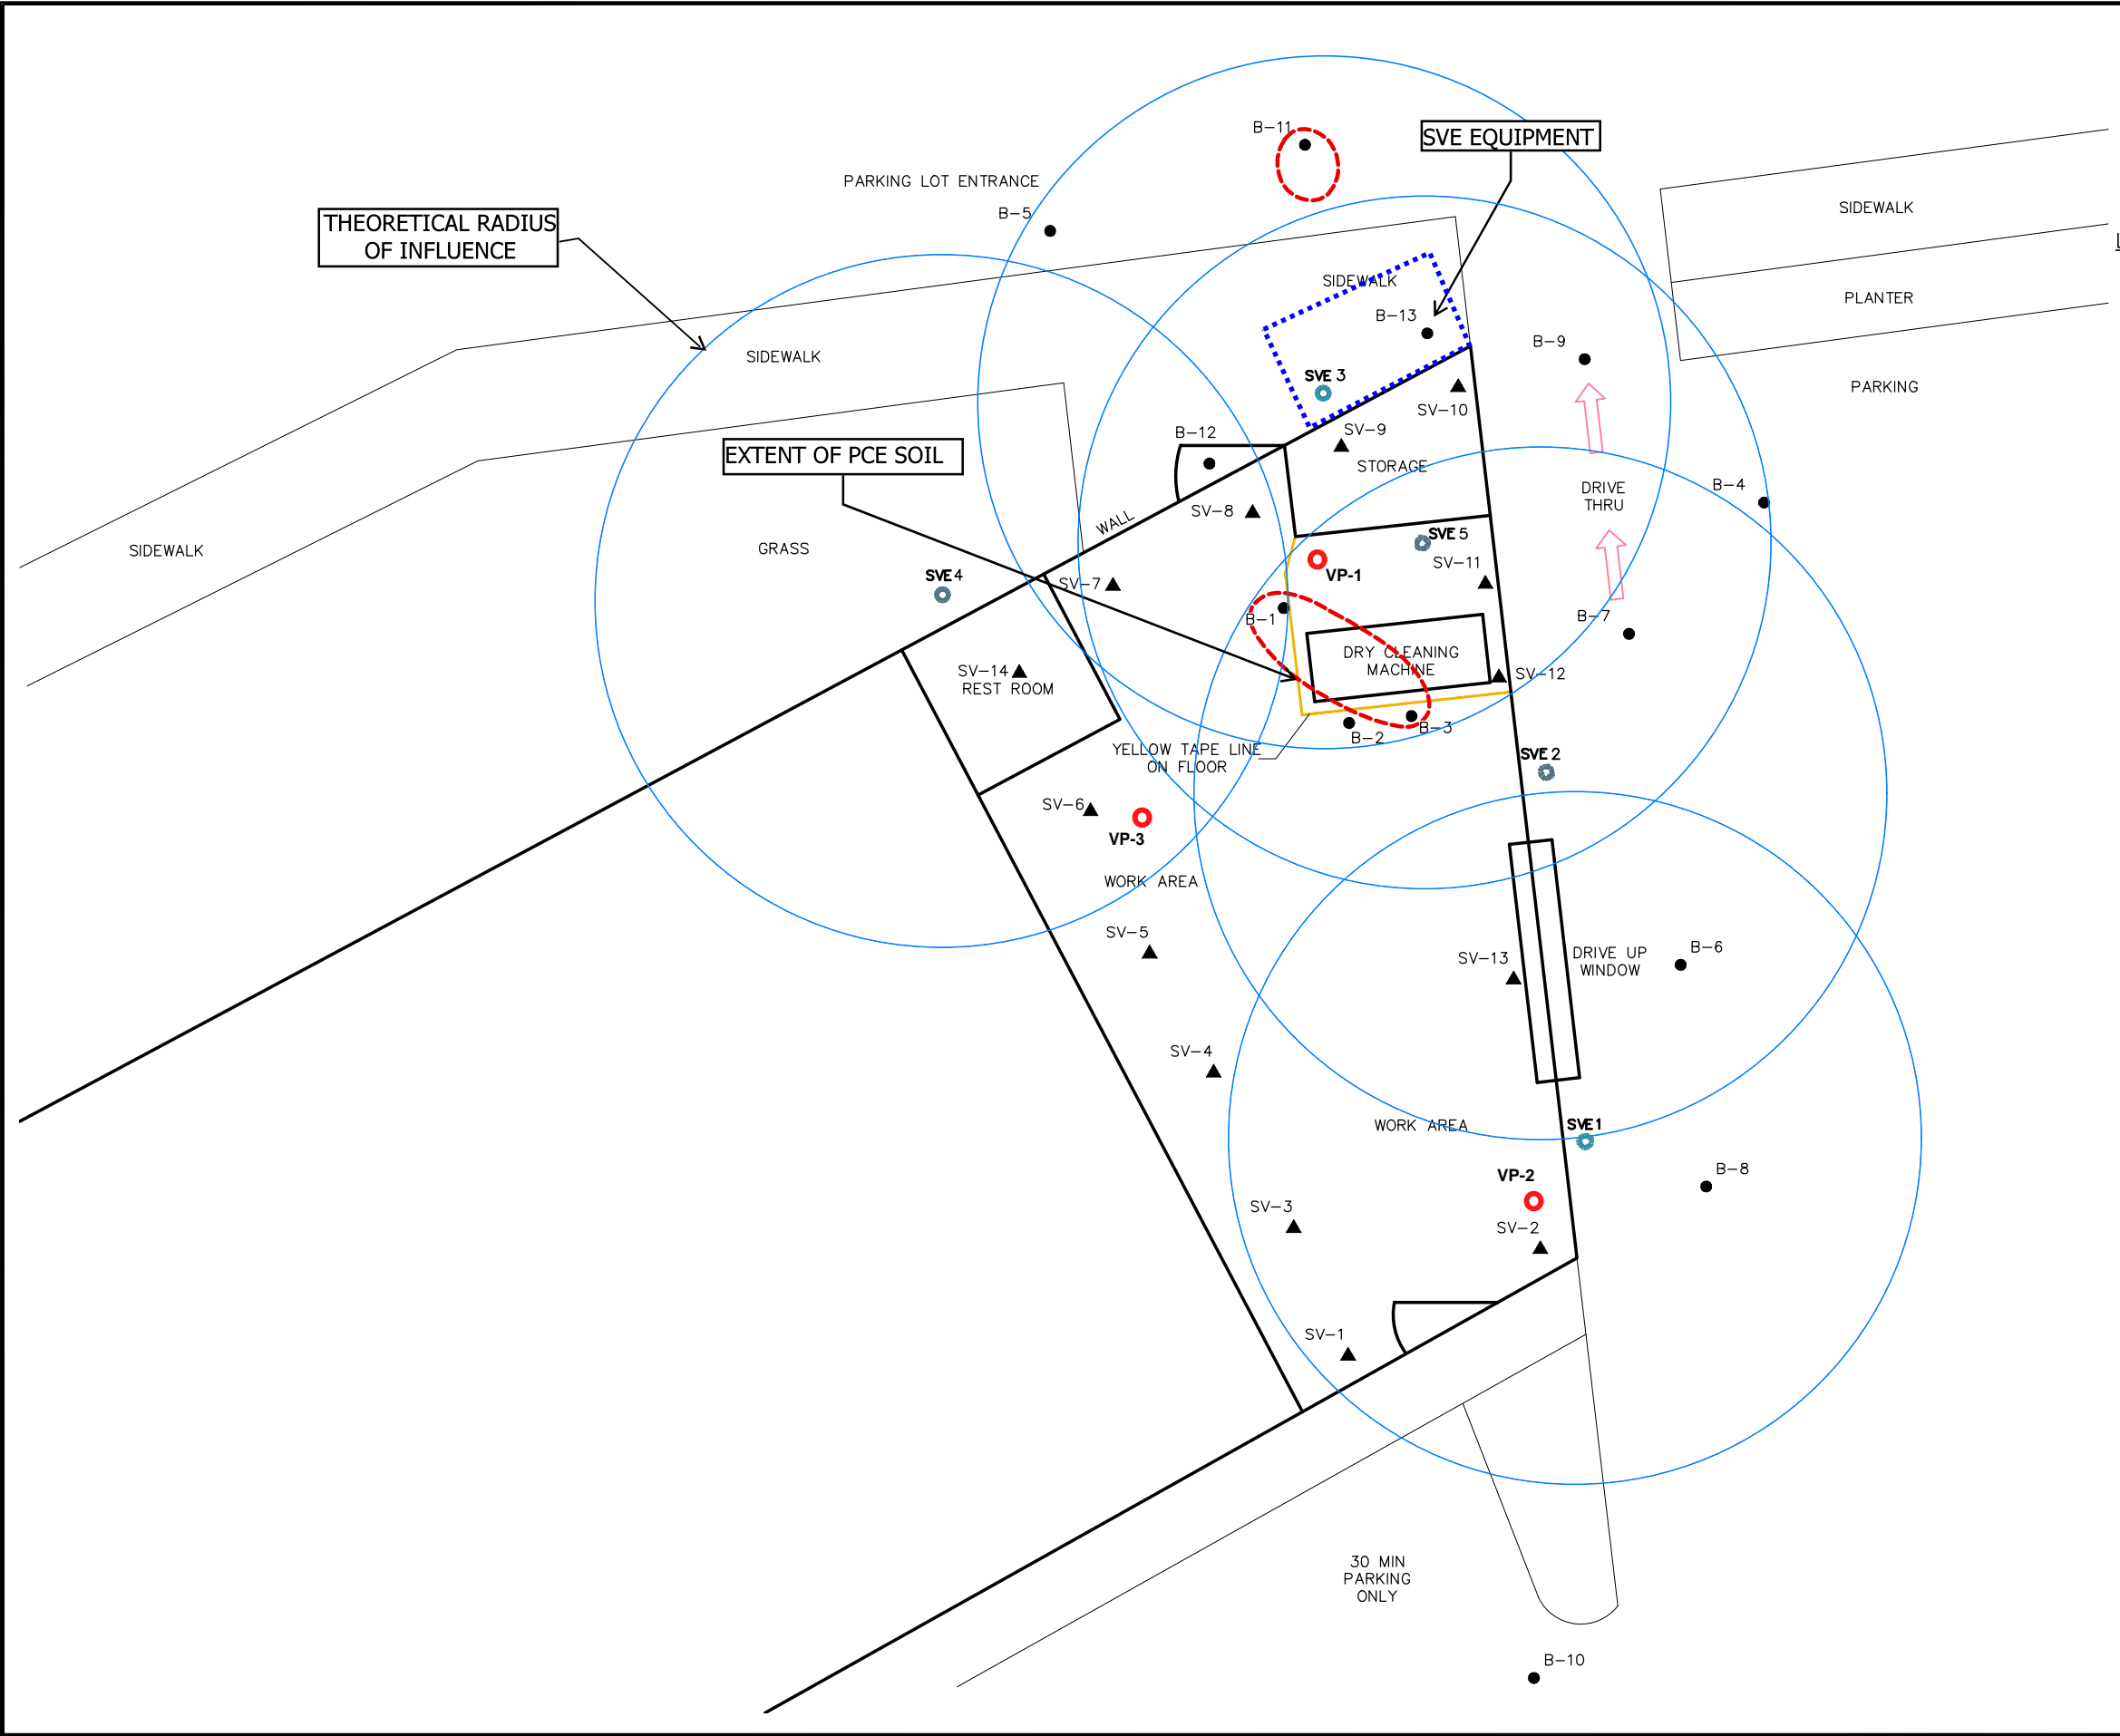 B-11
SVE EQUIPMENT
PARKING LOT ENTRANCE
B-5
THEORETICAL RADIUS
OF INFLUENCE
SIDEWALK
SIDEWALK
PLANTER
B-13
B-9
SIDEWALK
SVE 3
PARKING
SV-10
B-12
SV-9
EXTENT OF PCE SOIL
STORAGE
DRIVE
THRU
B-4
SV-8
WALL
SIDEWALK
GRASS
SVE 5
SV-11
SVE 4
SV-7
VP-1
B-1
B-7
DRY CLEANING
MACHINE
SV-14
REST ROOM
SV-12
B-3
B-2
YELLOW TAPE LINE
ON FLOOR
SVE 2
SV-6
VP-3
WORK AREA
SV-5
SV-13
DRIVE UP
WINDOW
B-6
SV-4
WORK AREA
SVE 1
VP-2
B-8
SV-3
SV-2
SV-1
30 MIN
PARKING
ONLY
B-10